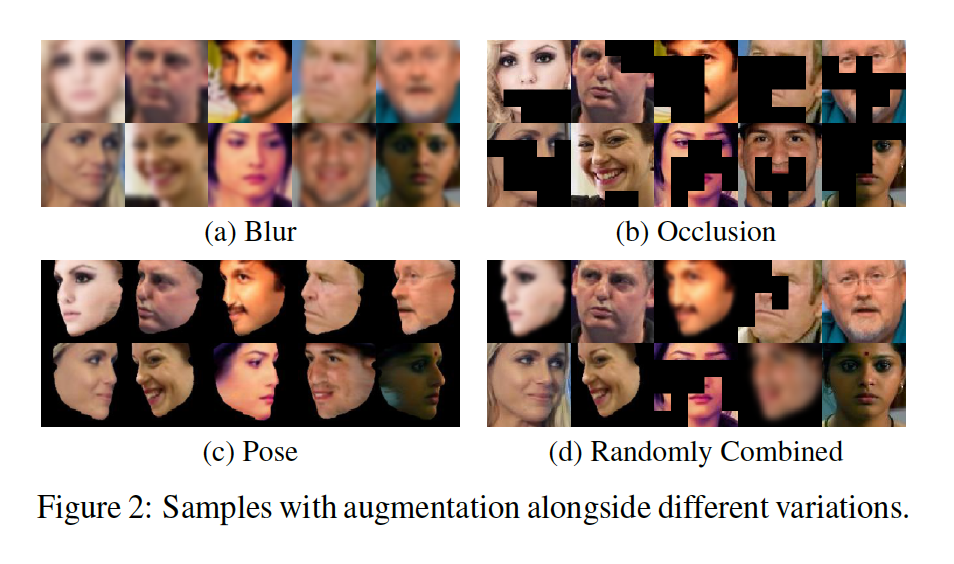 (a) Blur
(b) Occlusion
(c) Pose
(d) Randomly Combined
Figure 2: Samples with augmentation alongside different variations.